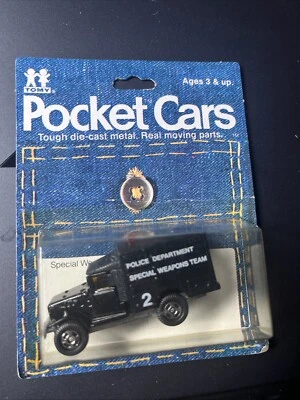 TOMY
Ages 3 & up.
Pocket Cars
Tough die-cast metal. Real moving parts.
Special We
POLICE DEPARTMENT
SPECIAL WEAPONS TEAM
2